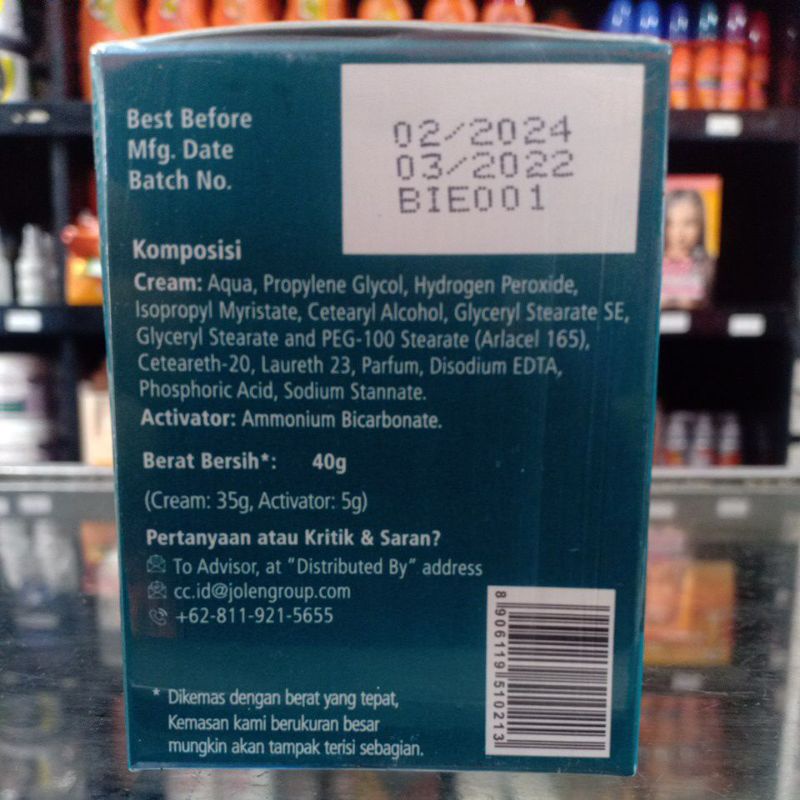 Best Before
Mfg. Date
Batch No.
02/2024
03/2022
BIE001
Komposisi
Cream: Aqua, Propylene Glycol, Hydrogen Peroxide,
Isopropyl Myristate, Cetearyl Alcohol, Glyceryl Stearate SE,
Glyceryl Stearate and PEG-100 Stearate (Arlacel 165),
Ceteareth-20, Laureth 23, Parfum, Disodium EDTA,
Phosphoric Acid, Sodium Stannate.
Activator: Ammonium Bicarbonate.
Berat Bersih*: 40g
(Cream: 35g, Activator: 5g)
Pertanyaan atau Kritik & Saran?
To Advisor, at "Distributed By" address
cc.id@jolengroup.com
+62-811-921-5655
* Dikemas dengan berat yang tepat,
Kemasan kami berukuran besar
mungkin akan tampak terisi sebagian.
8 906119 510213